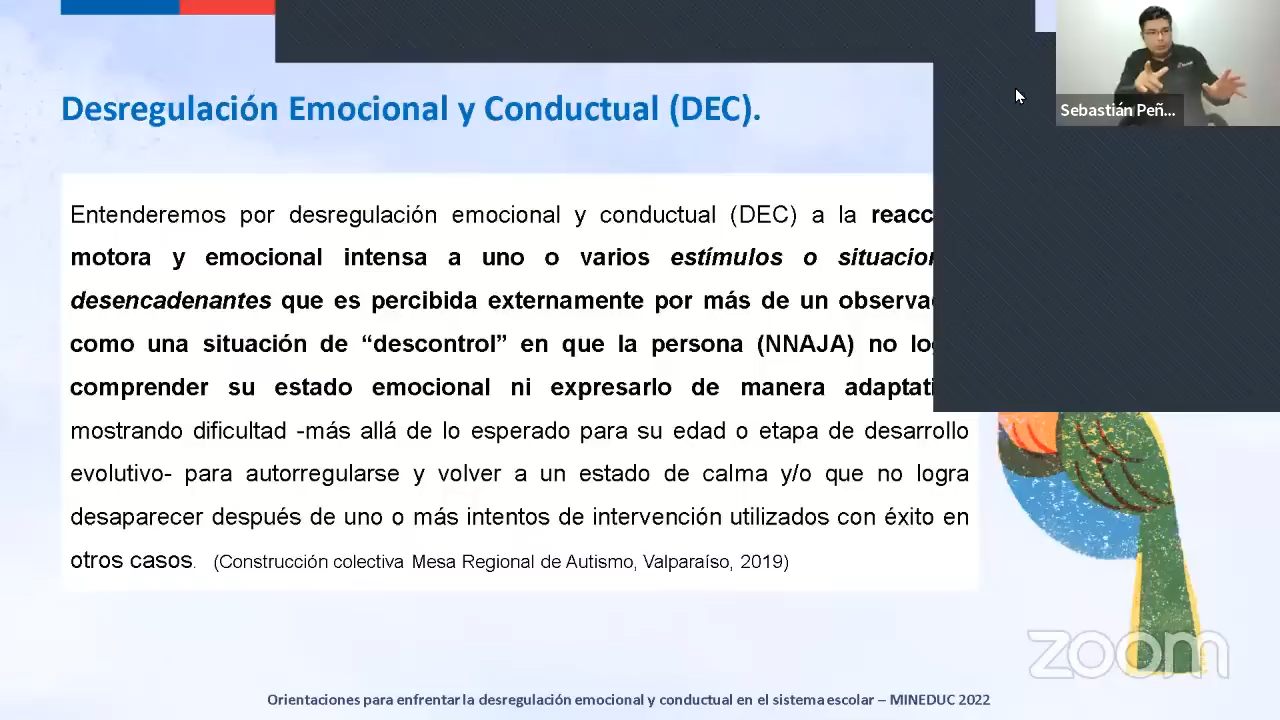 Desregulación Emocional y Conductual (DEC).
Sebastián Peñ...
Entenderemos por desregulación emocional y conductual (DEC) a la
motora y emocional intensa a uno o varios estímulos o
desencadenantes que es percibida externamente por más de un
como una situación de “descontrol” en que la persona (NNAJA) no
comprender su estado emocional ni expresarlo de manera
mostrando dificultad -más allá de lo esperado para su edad o etapa de desarrollo
evolutivo- para autorregularse y volver a un estado de calma y/o que no logra
desaparecer después de uno o más intentos de intervención utilizados con éxito en
otros casos. (Construcción colectiva Mesa Regional de Autismo, Valparaíso, 2019)
zoom
Orientaciones para enfrentar la desregulación emocional y conductual en el sistema escolar – MINEDUC 2022